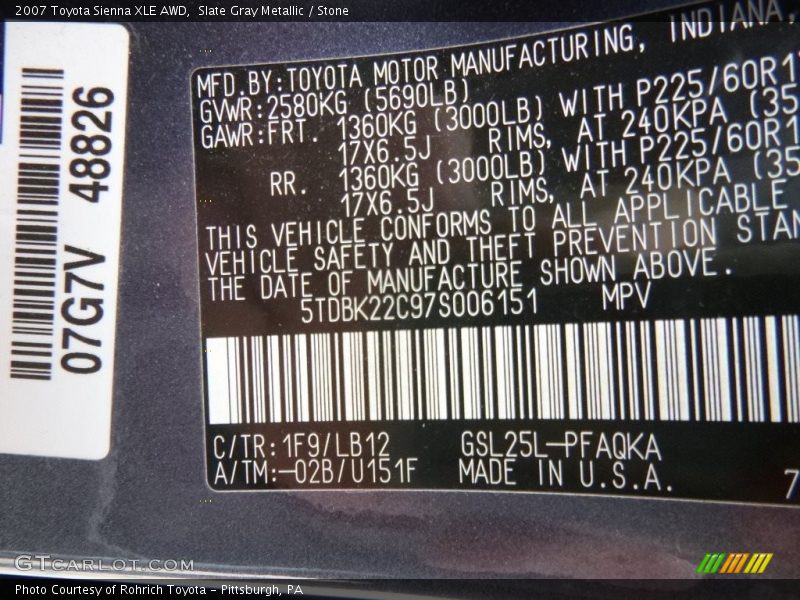 2007 Toyota Sienna XLE AWD, Slate Gray Metallic / Stone
07G7V 48826
MFD.BY:TOYOTA MOTOR MANUFACTURING, INDIANA,
GVWR:2580KG (5690LB)
GAWR:FRT. 1360KG (3000LB) WITH P225/60R1
17X6.5J RIMS, AT 240KPA (35
RR. 1360KG (3000LB) WITH P225/60R1
17X6.5J RIMS, AT 240KPA (35
THIS VEHICLE CONFORMS TO ALL APPLICABLE
VEHICLE SAFETY AND THEFT PREVENTION STAN
THE DATE OF MANUFACTURE SHOWN ABOVE.
5TDBK22C97S006151 MPV
C/TR:1F9/LB12 GSL25L-PFAQKA
A/TM:-02B/U151F MADE IN U.S.A.
7
GTCARLOT.COM
Photo Courtesy of Rohrich Toyota - Pittsburgh, PA